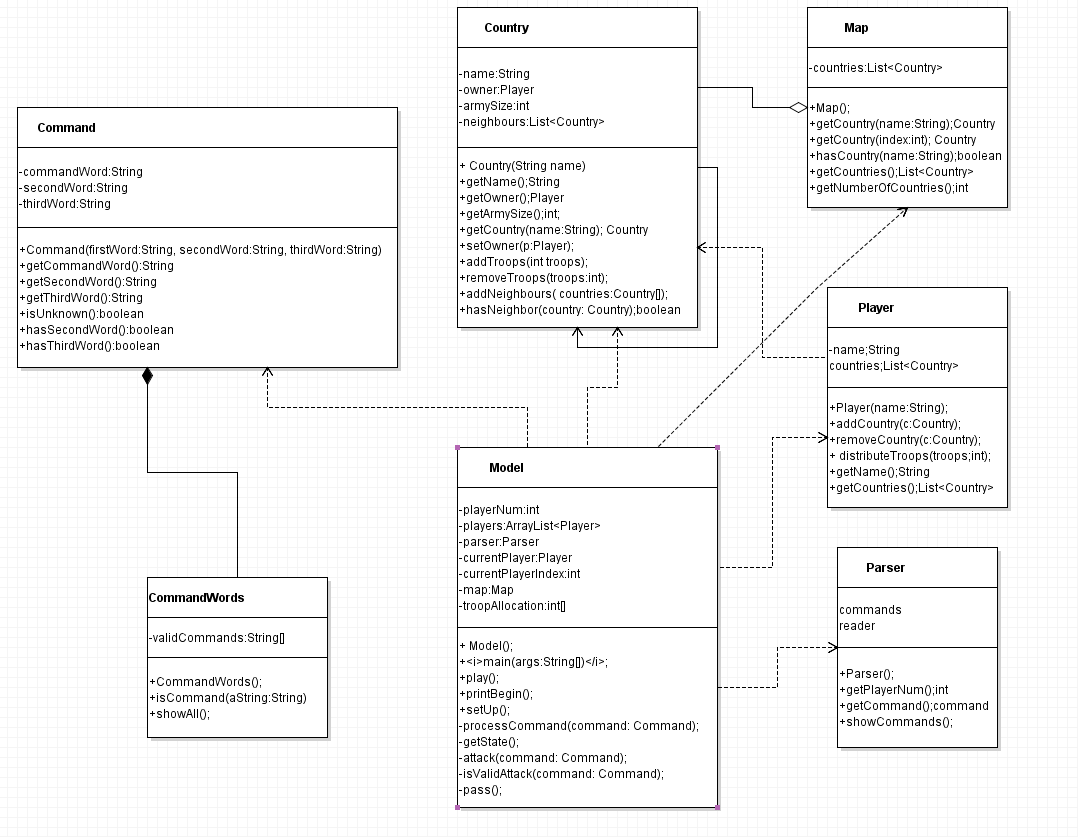 Country
-name:String
-owner:Player
-armySize:int
-neighbours:List<Country>
+ Country(String name)
+getName();String
+getOwner();Player
+getArmySize();int;
+getCountry(name:String); Country
+setOwner(p:Player);
+addTroops(int troops);
+removeTroops(troops:int);
+addNeighbours( countries:Country[]);
+hasNeighbor(country: Country);boolean
Map
-countries:List<Country>
+Map();
+getCountry(name:String);Country
+getCountry(index:int); Country
+hasCountry(name:String);boolean
+getCountries();List<Country>
+getNumberOfCountries();int
Command
-commandWord:String
-secondWord:String
-thirdWord:String
+Command(firstWord:String, secondWord:String, thirdWord:String)
+getCommandWord():String
+getSecondWord():String
+getThirdWord():String
+isUnknown():boolean
+hasSecondWord():boolean
+hasThirdWord():boolean
Player
-name;String
countries;List<Country>
+Player(name:String);
+addCountry(c:Country);
+removeCountry(c:Country);
+ distributeTroops(troops;int);
+getName();String
+getCountries();List<Country>
Model
-playerNum:int
-players:ArrayList<Player>
-parser:Parser
-currentPlayer:Player
-currentPlayerIndex:int
-map:Map
-troopAllocation:int[]
+ Model();
+<i>main(args:String[])</i>;
+play();
+printBegin();
+setUp();
-processCommand(command: Command);
-getState();
-attack(command: Command);
-isValidAttack(command: Command);
-pass();
CommandWords
-validCommands:String[]
+CommandWords();
+isCommand(aString:String)
+showAll();
Parser
commands
reader
+Parser();
+getPlayerNum();int
+getCommand();command
+showCommands();